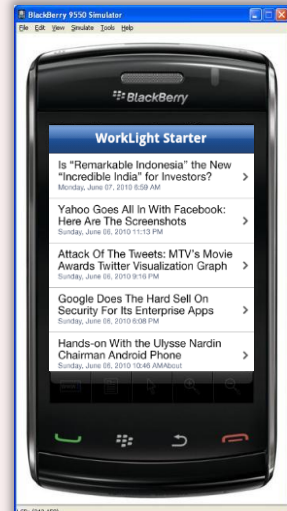 BlackBerry 9550 Simulator
File Edit View Simulate Tools Help
BlackBerry
WorkLight Starter
Is “Remarkable Indonesia” the New
“Incredible India” for Investors?
Monday, June 07, 2010 6:59 AM
Yahoo Goes All In With Facebook:
Here Are The Screenshots
Sunday, June 06, 2010 11:13 PM
Attack Of The Tweets: MTV’s Movie
Awards Twitter Visualization Graph
Sunday, June 06, 2010 9:16 PM
Google Does The Hard Sell On
Security For Its Enterprise Apps
Sunday, June 06, 2010 6:08 PM
Hands-on With the Ulysse Nardin
Chairman Android Phone
Sunday, June 06, 2010 10:46 AMAbout